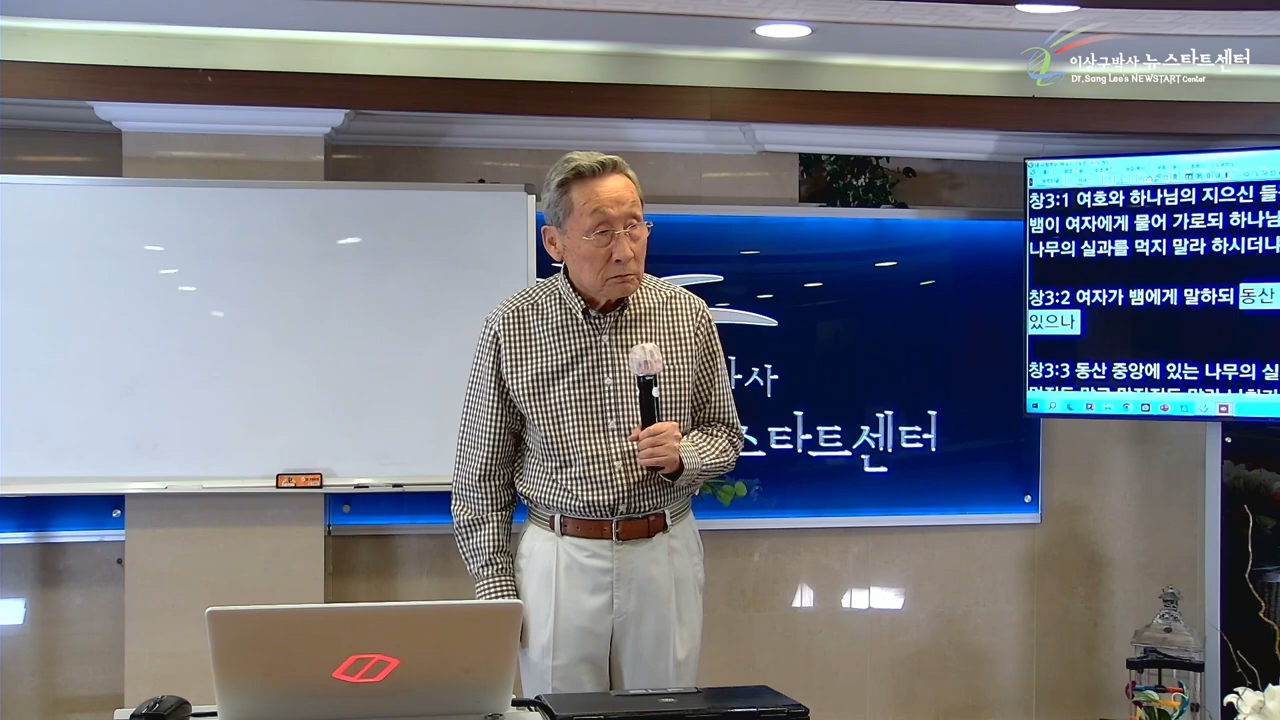 이상구박사 뉴스타트센터
Dr. Sang Lee's NEWSTART Center
창3:1 여호와 하나님의 지으신 들
뱀이 여자에게 물어 가로되 하나님
나무의 실과를 먹지 말라 하시더냐
창3:2 여자가 뱀에게 말하되 동산
있으나
창3:3 동산 중앙에 있는 나무의 실
박사
스타트센터